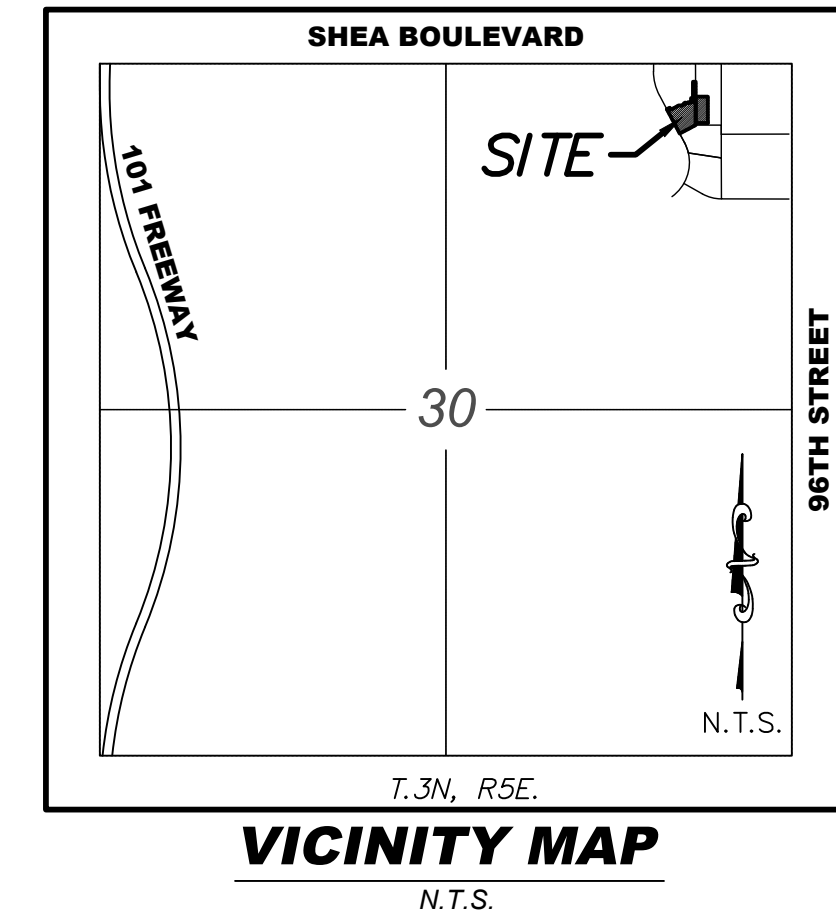 SHEA BOULEVARD
101 FREEWAY
SITE
30
96TH STREET
N.T.S.
T.3N, R5E.
VICINITY MAP
N.T.S.